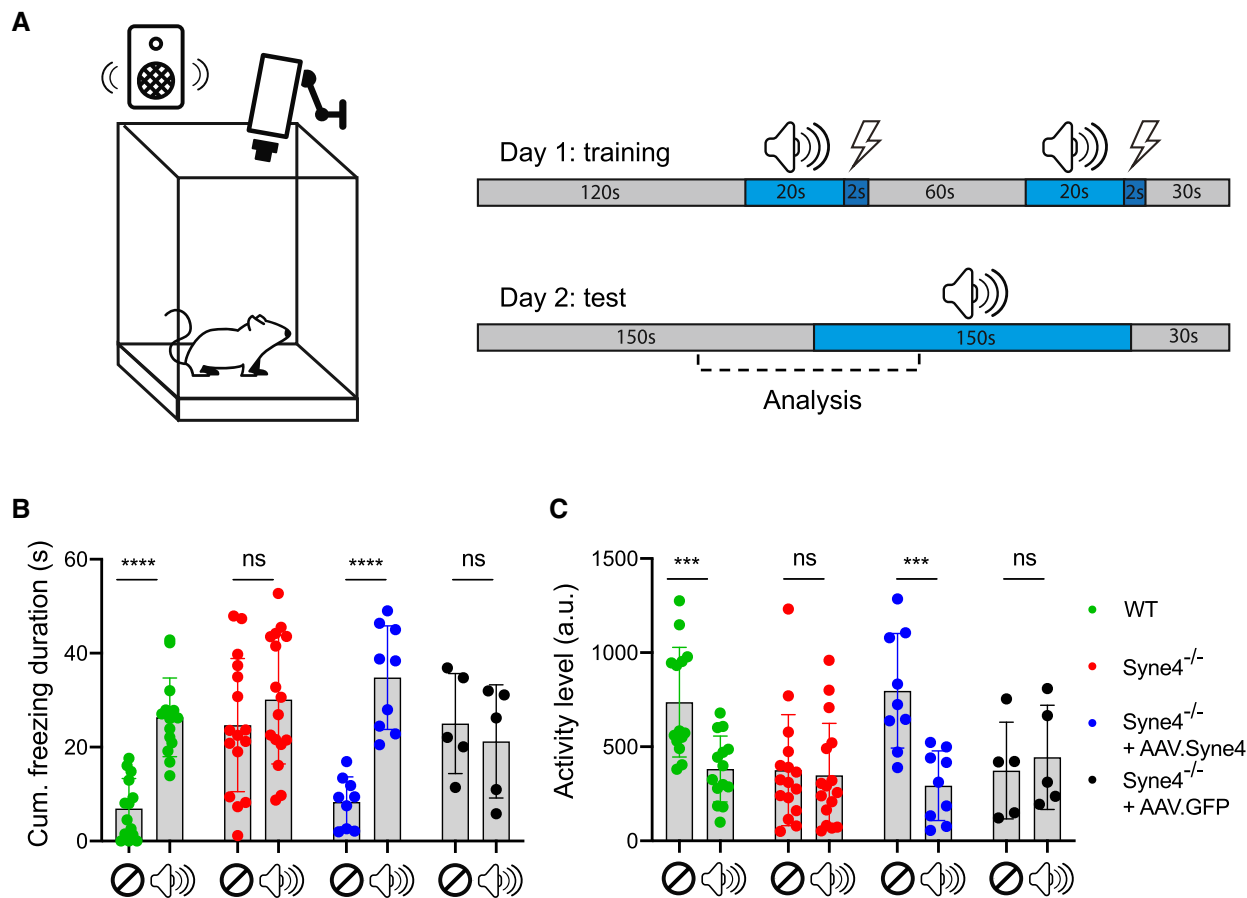 A
Day 1: training
120s 20s 2s 60s 20s 2s 30s
Day 2: test
150s 150s 30s
Analysis
B
Cum. freezing duration (s)
60
40
20
0
**** ns **** ns
C
Activity level (a.u.)
1500
1000
500
0
*** ns *** ns
WT
Syne4-/-
Syne4-/-
+ AAV.Syne4
Syne4-/-
+ AAV.GFP